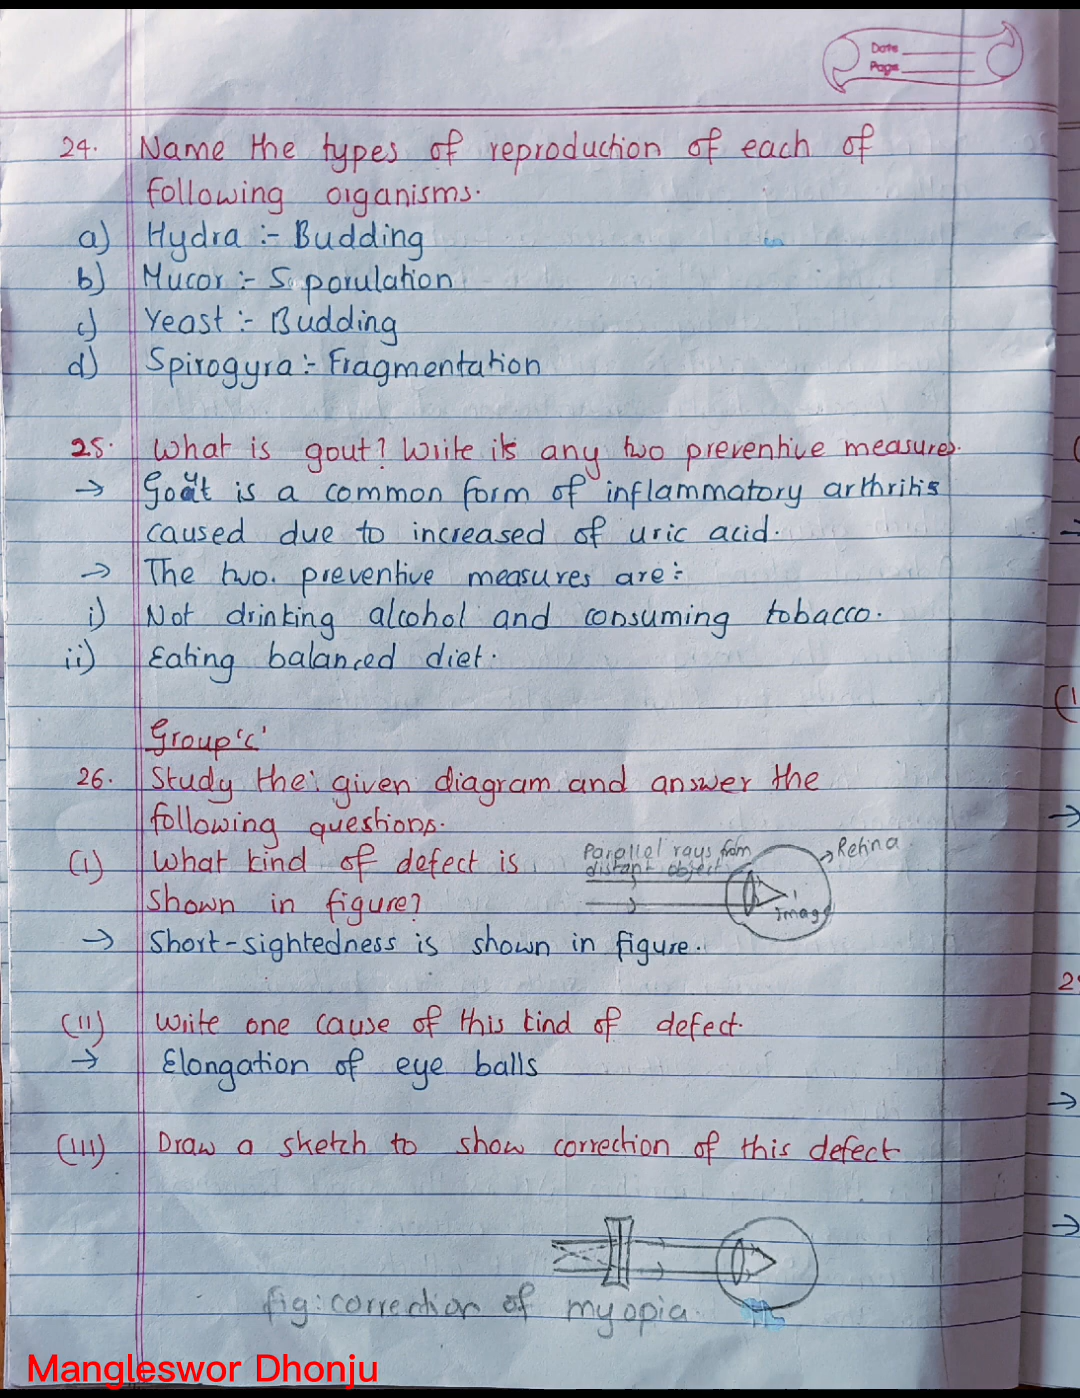 Date
Page
24. Name the types of reproduction of each of
following organisms.
a) Hydra :- Budding
b) Mucor :- Sporulation
c) Yeast :- Budding
d) Spirogyra :- Fragmentation
25. What is gout? Write its any two preventive measures.
→ Gout is a common form of inflammatory arthritis
caused due to increased of uric acid.
→ The two preventive measures are:
i) Not drinking alcohol and consuming tobacco.
ii) Eating balanced diet.
Group 'C'
26. Study the given diagram and answer the
following questions.
(i) What kind of defect is
shown in figure?
Parallel rays from
distant object
Retina
image
→ Short-sightedness is shown in figure.
(ii) Write one cause of this kind of defect.
→ Elongation of eye balls
(iii) Draw a sketch to show correction of this defect
fig: correction of myopia.
Mangleswor Dhonju